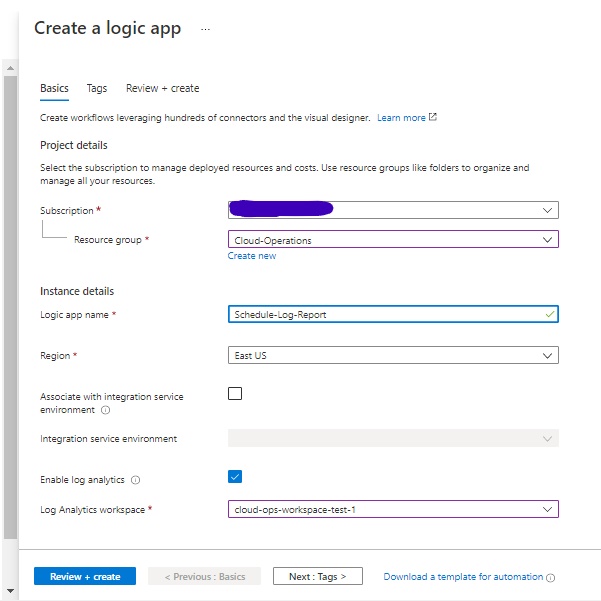 Create a logic app ...
Basics Tags Review + create
Create workflows leveraging hundreds of connectors and the visual designer. Learn more
Project details
Select the subscription to manage deployed resources and costs. Use resource groups like folders to organize and
manage all your resources.
Subscription *
Resource group * Cloud-Operations
Create new
Instance details
Logic app name * Schedule-Log-Report
Region * East US
Associate with integration service
environment
Integration service environment
Enable log analytics
Log Analytics workspace * cloud-ops-workspace-test-1
Review + create < Previous : Basics Next : Tags > Download a template for automation